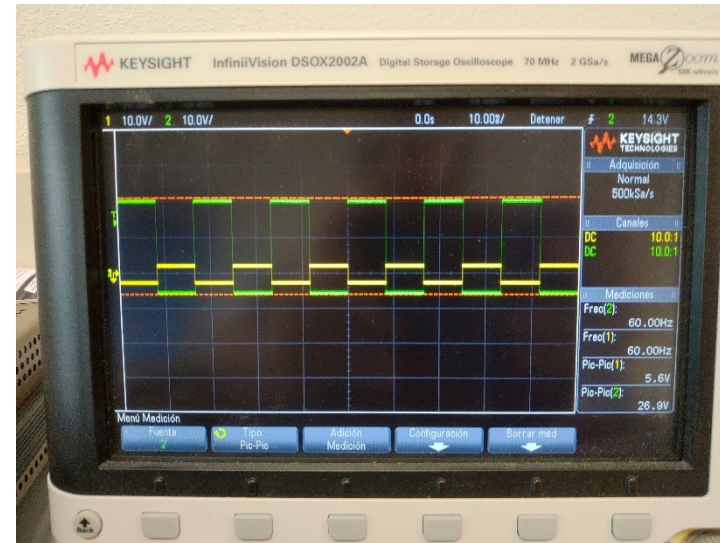 KEYSIGHT InfiniiVision DSOX2002A Digital Storage Oscilloscope 70 MHz 2 GSa/s MEGA Zoom
1 10.0V/ 2 10.0V/ 0.0s 10.00%/ Detener 2 14.3V
KEYSIGHT
TECHNOLOGIES
Adquisición
Normal
500kSa/s
Canales
DC 10.0:1
DC 10.0:1
Mediciones
Frec(2):
60.00Hz
Frec(1):
60.00Hz
Pic-Pic(1):
5.6V
Pic-Pic(2):
26.9V
Menú Medición
Fuente
2
Tipo:
Pic-Pic
Adición
Medición
Configuración
Borrar med
Back